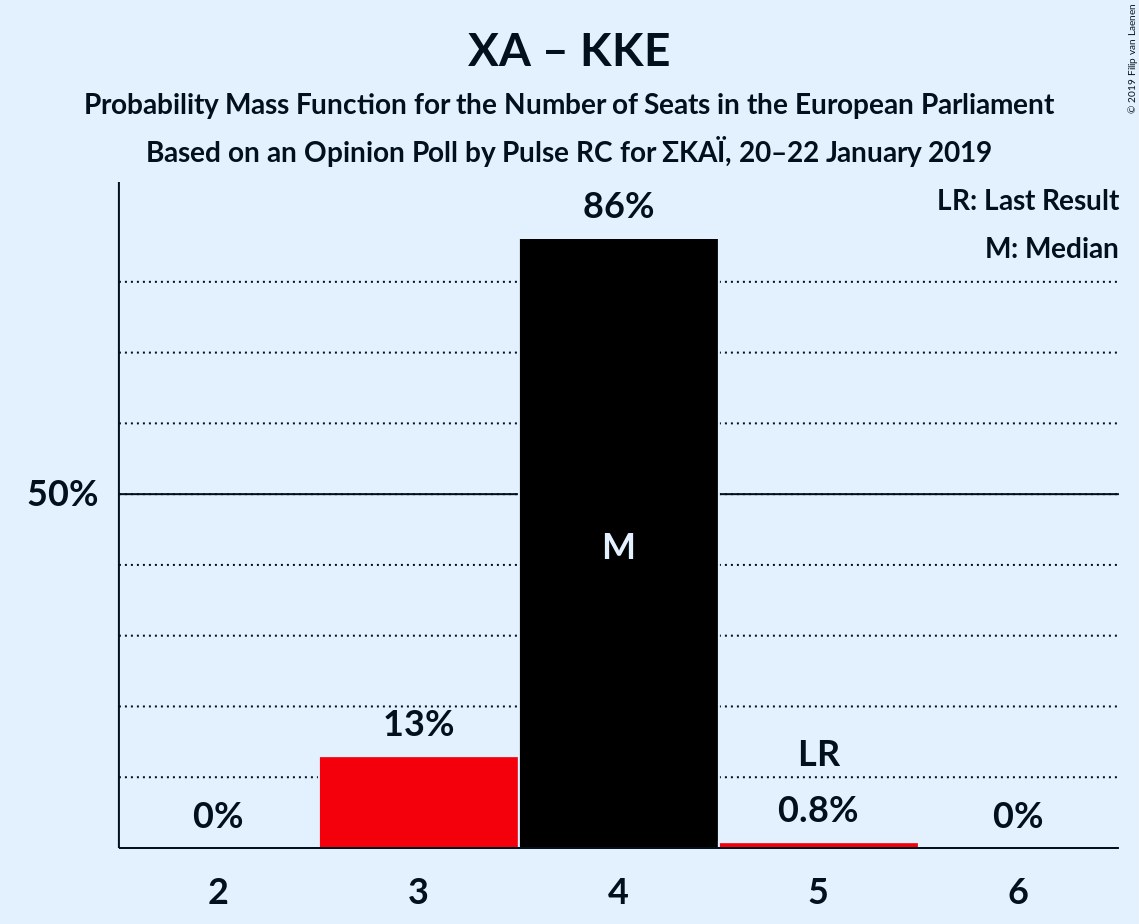 XA – KKE
Probability Mass Function for the Number of Seats in the European Parliament
Based on an Opinion Poll by Pulse RC for ΣΚΑΪ, 20–22 January 2019
© 2019 Filip van Laenen
LR: Last Result
M: Median
86%
50%
M
13%
LR
0%
0.8%
0%
2 3 4 5 6